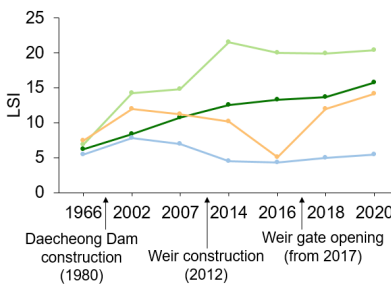 25
20
15
10
5
0
LSI
1966 2002 2007 2014 2016 2018 2020
Daecheong Dam
construction
(1980)
Weir construction
(2012)
Weir gate opening
(from 2017)